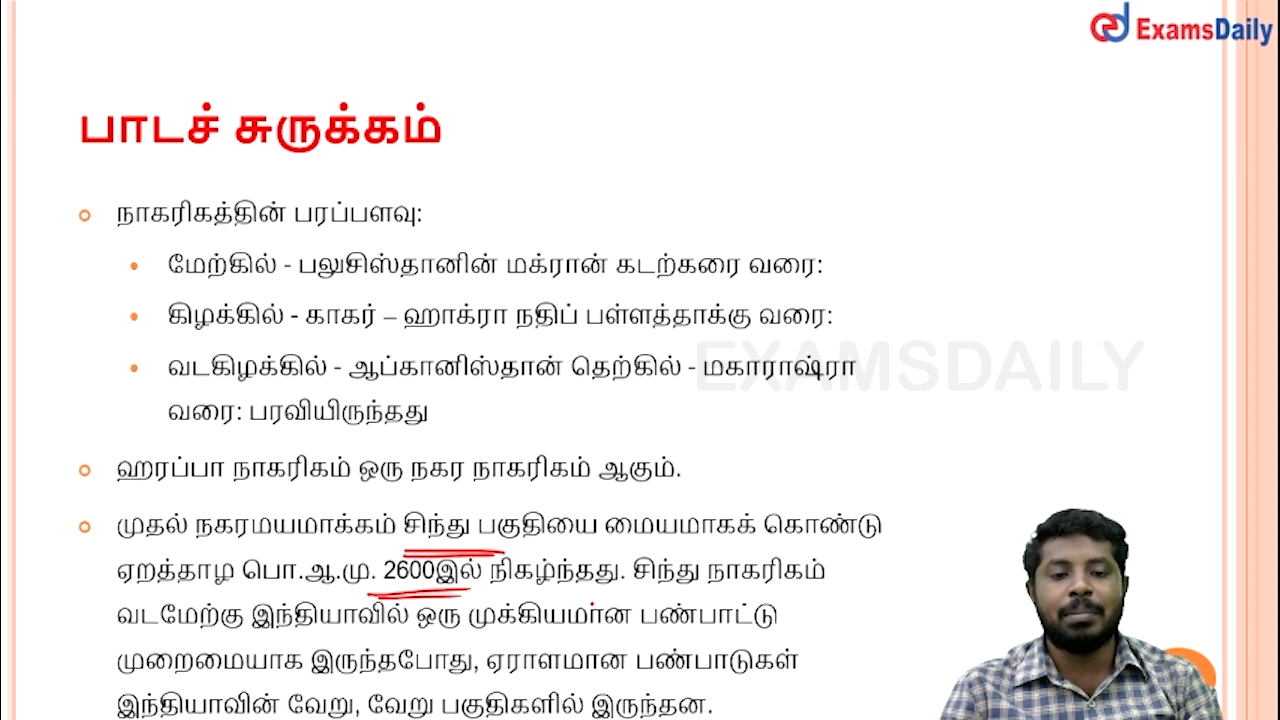 ExamsDaily
பாடச் சுருக்கம்
நாகரிகத்தின் பரப்பளவு:
மேற்கில் - பலுசிஸ்தானின் மக்ரான் கடற்கரை வரை:
கிழக்கில் - காகர் – ஹாக்ரா நதிப் பள்ளத்தாக்கு வரை:
வடகிழக்கில் - ஆப்கானிஸ்தான் தெற்கில் - மகாராஷ்ரா
வரை: பரவியிருந்தது
EXAMSDAILY
ஹரப்பா நாகரிகம் ஒரு நகர நாகரிகம் ஆகும்.
முதல் நகரமயமாக்கம் சிந்து பகுதியை மையமாகக் கொண்டு
ஏறத்தாழ பொ.ஆ.மு. 2600இல் நிகழ்ந்தது. சிந்து நாகரிகம்
வடமேற்கு இந்தியாவில் ஒரு முக்கியமான பண்பாட்டு
முறைமையாக இருந்தபோது, ஏராளமான பண்பாடுகள்
இந்தியாவின் வேறு, வேறு பகுதிகளில் இருந்தன.